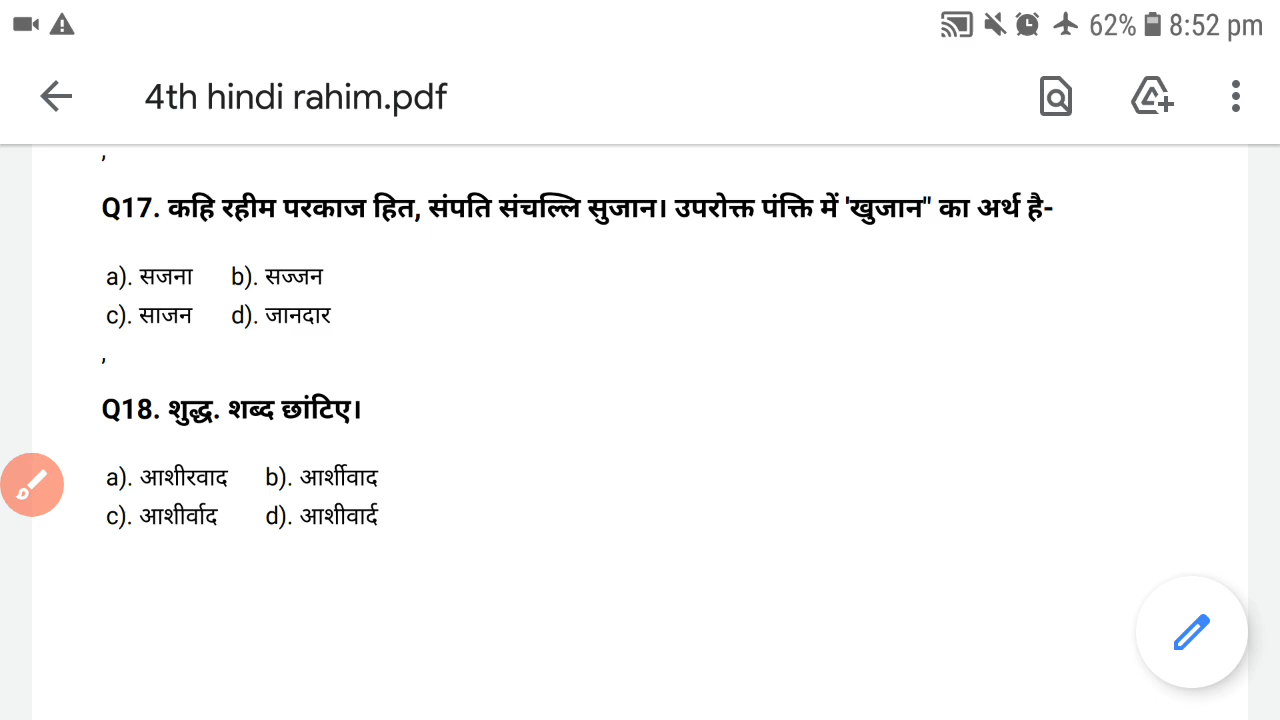 62% 8:52 pm
4th hindi rahim.pdf
,
Q17. कहि रहीम परकाज हित, संपति संचल्लि सुजान। उपरोक्त पंक्ति में 'खुजान" का अर्थ है-
a). सजना b). सज्जन
c). साजन d). जानदार
,
Q18. शुद्ध. शब्द छांटिए।
a). आशीरवाद b). आर्शीवाद
c). आशीर्वाद d). आशीवार्द